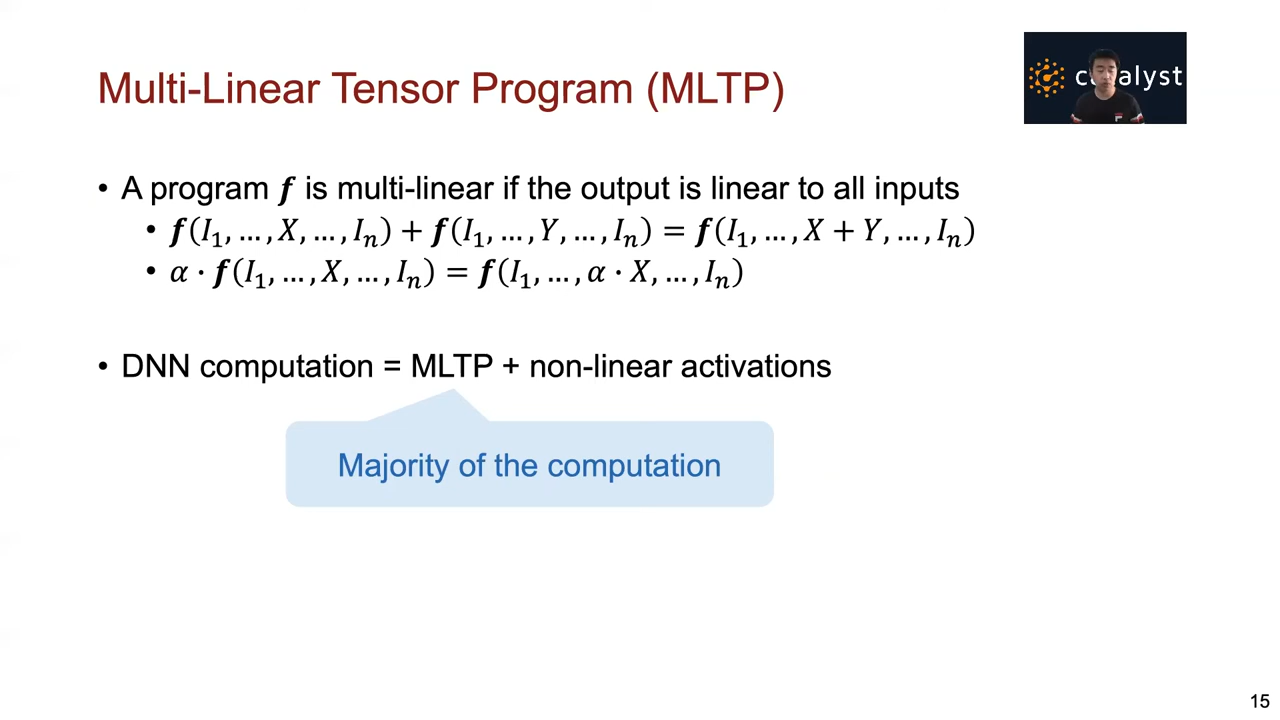 Multi-Linear Tensor Program (MLTP)
catalyst
• A program 𝒇 is multi-linear if the output is linear to all inputs
• 𝒇(𝐼₁, …, 𝑋, …, 𝐼ₙ) + 𝒇(𝐼₁, …, 𝑌, …, 𝐼ₙ) = 𝒇(𝐼₁, …, 𝑋 + 𝑌, …, 𝐼ₙ)
• 𝛼 · 𝒇(𝐼₁, …, 𝑋, …, 𝐼ₙ) = 𝒇(𝐼₁, …, 𝛼 · 𝑋, …, 𝐼ₙ)
• DNN computation = MLTP + non-linear activations
Majority of the computation
15